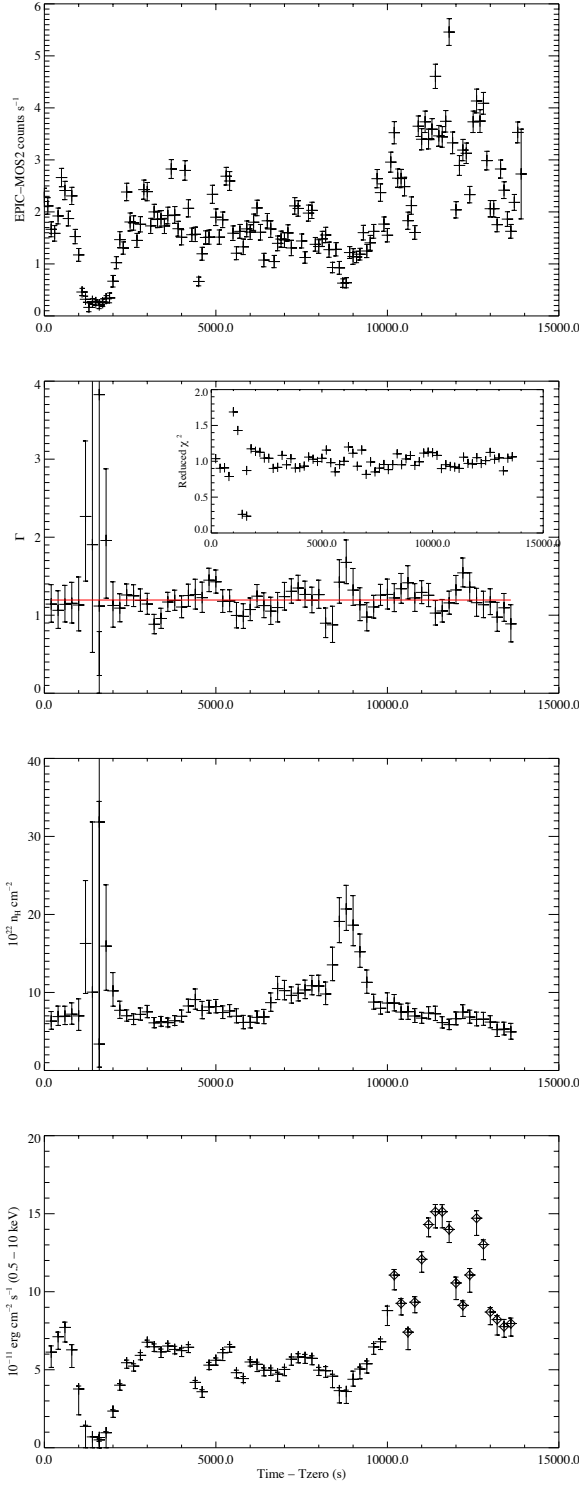 6
5
4
3
2
1
0
EPIC−MOS2 counts s⁻¹
0.0 5000.0 10000.0 15000.0
4
3
2
1
0
Γ
2.0
1.5
1.0
0.5
0.0
Reduced χ²
0.0 5000.0 10000.0 15000.0
0.0 5000.0 10000.0 15000.0
40
30
20
10
0
10²² n_H cm⁻²
0.0 5000.0 10000.0 15000.0
20
15
10
5
0
10⁻¹¹ erg cm⁻² s⁻¹ (0.5 − 10 keV)
0.0 5000.0 10000.0 15000.0
Time − Tzero (s)